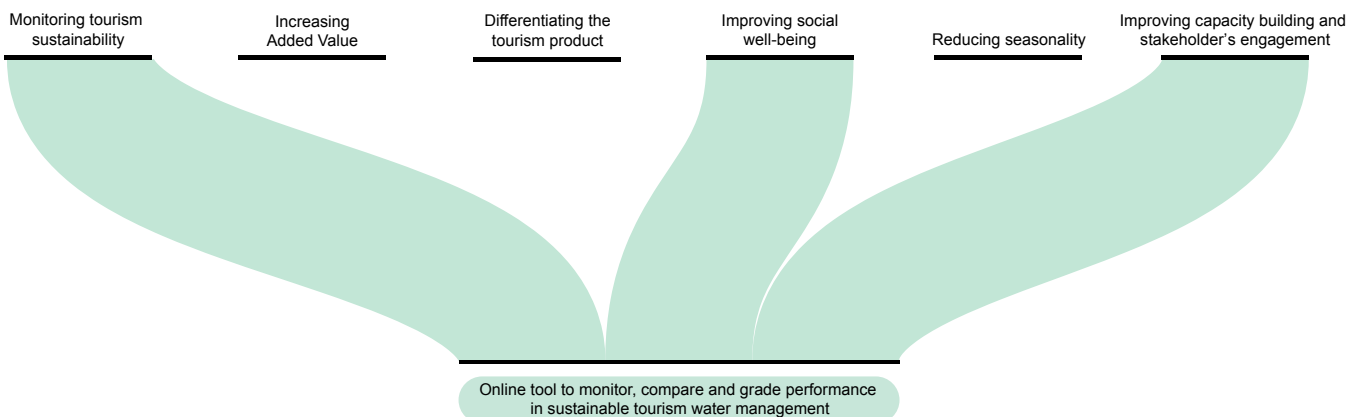 Monitoring tourism
sustainability
Increasing
Added Value
Differentiating the
tourism product
Improving social
well-being
Reducing seasonality
Improving capacity building and
stakeholder’s engagement
Online tool to monitor, compare and grade performance
in sustainable tourism water management